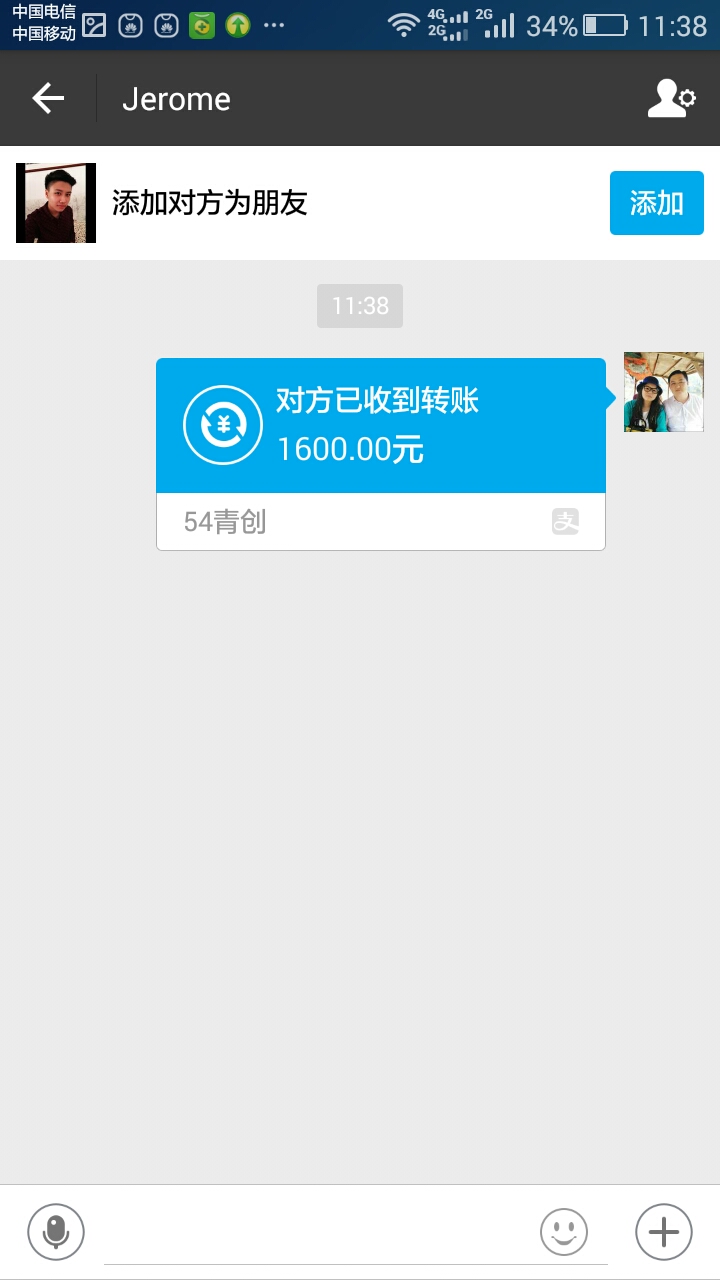 中国电信
中国移动
4G
2G
2G
34%
11:38
Jerome
添加对方为朋友
添加
11:38
对方已收到转账
1600.00元
54青创
支